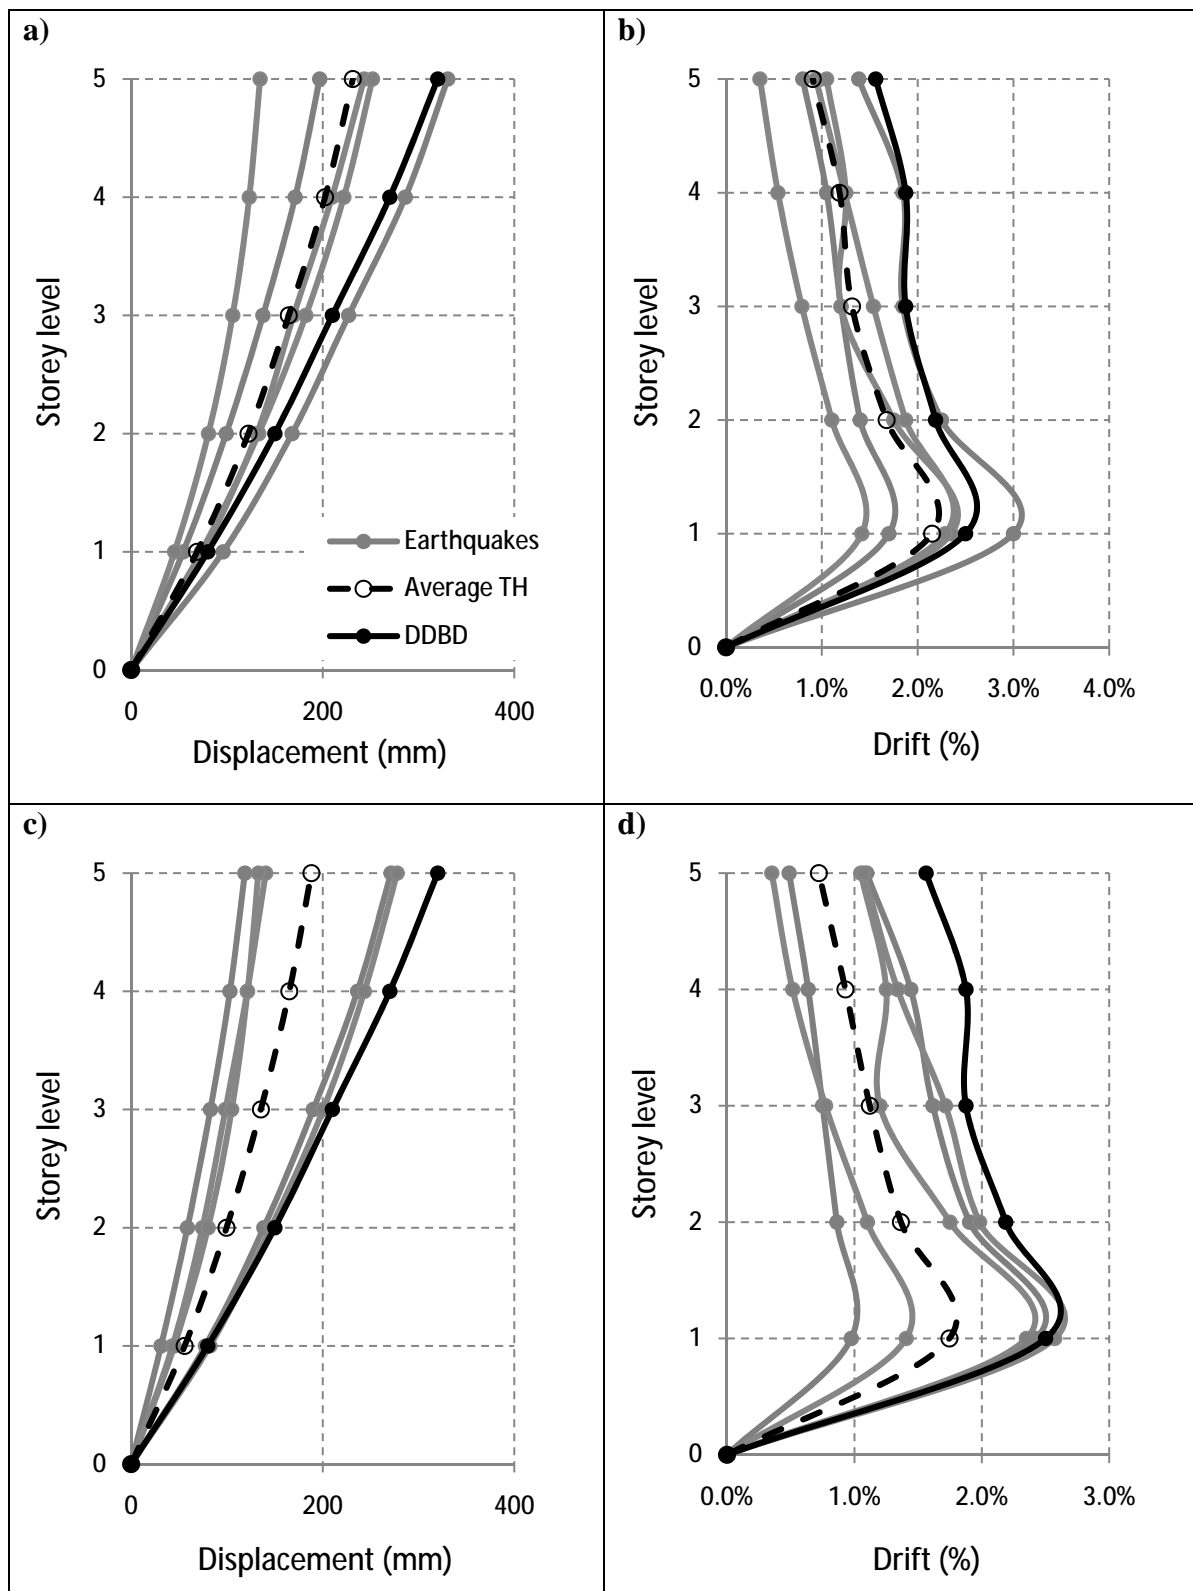 a)
5
4
3
2
1
0
Storey level
Earthquakes
Average TH
DDBD
0 200 400
Displacement (mm)
b)
5
4
3
2
1
0
Storey level
0.0% 1.0% 2.0% 3.0% 4.0%
Drift (%)
c)
5
4
3
2
1
0
Storey level
0 200 400
Displacement (mm)
d)
5
4
3
2
1
0
Storey level
0.0% 1.0% 2.0% 3.0%
Drift (%)